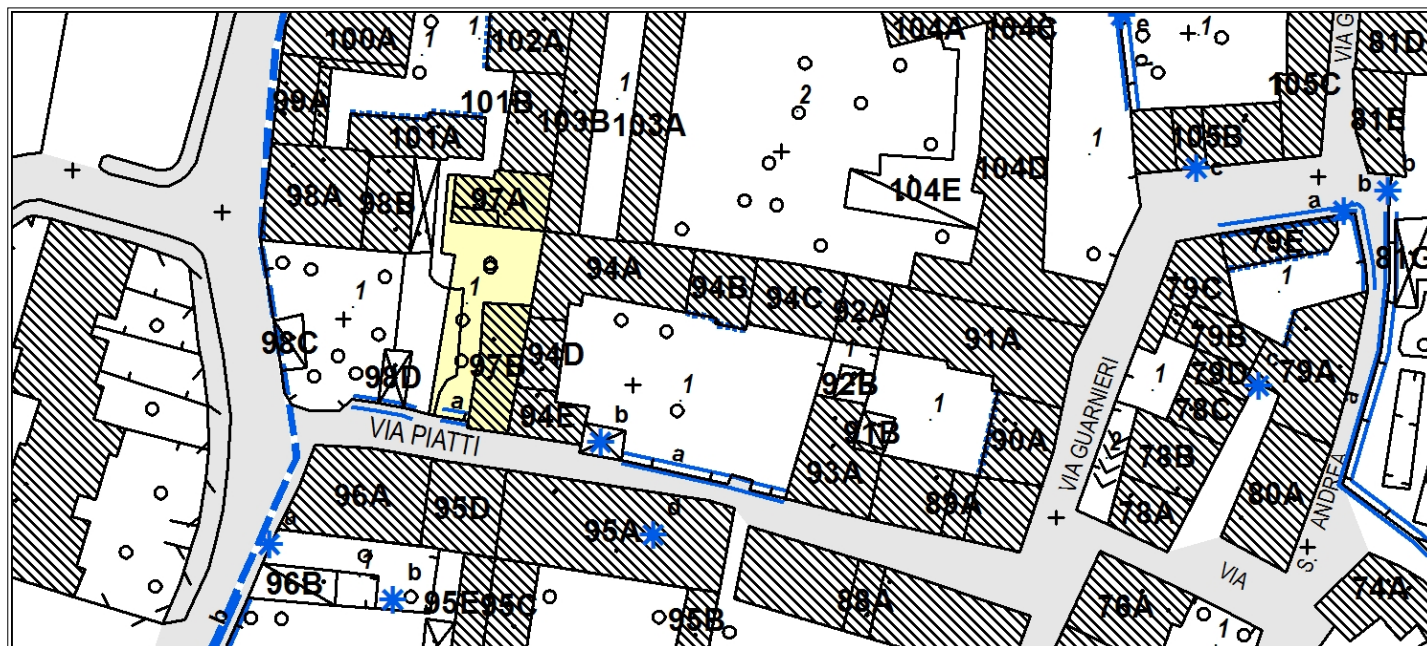 100A
1
1
102A
104A
104C
e
1
VIA G
81D
99A
101B
103B
1
103A
2
d
105C
101A
1
105B
81E
98A
98B
97A
104E
104D
c
b
b
a
79E
94A
94B
94C
92A
79C
1
81G
1
1
98C
98D
97B
94D
94E
a
1
1
92B
91A
79B
c
79D
79A
78C
1
VIA PIATTI
b
a
91B
93A
1
90A
VIA GUARNIERI
2
78B
78A
80A
a
S. ANDREA
96A
95D
95A
d
89A
a
1
b
96B
95E
95C
95B
88A
76A
VIA
74A
b
1